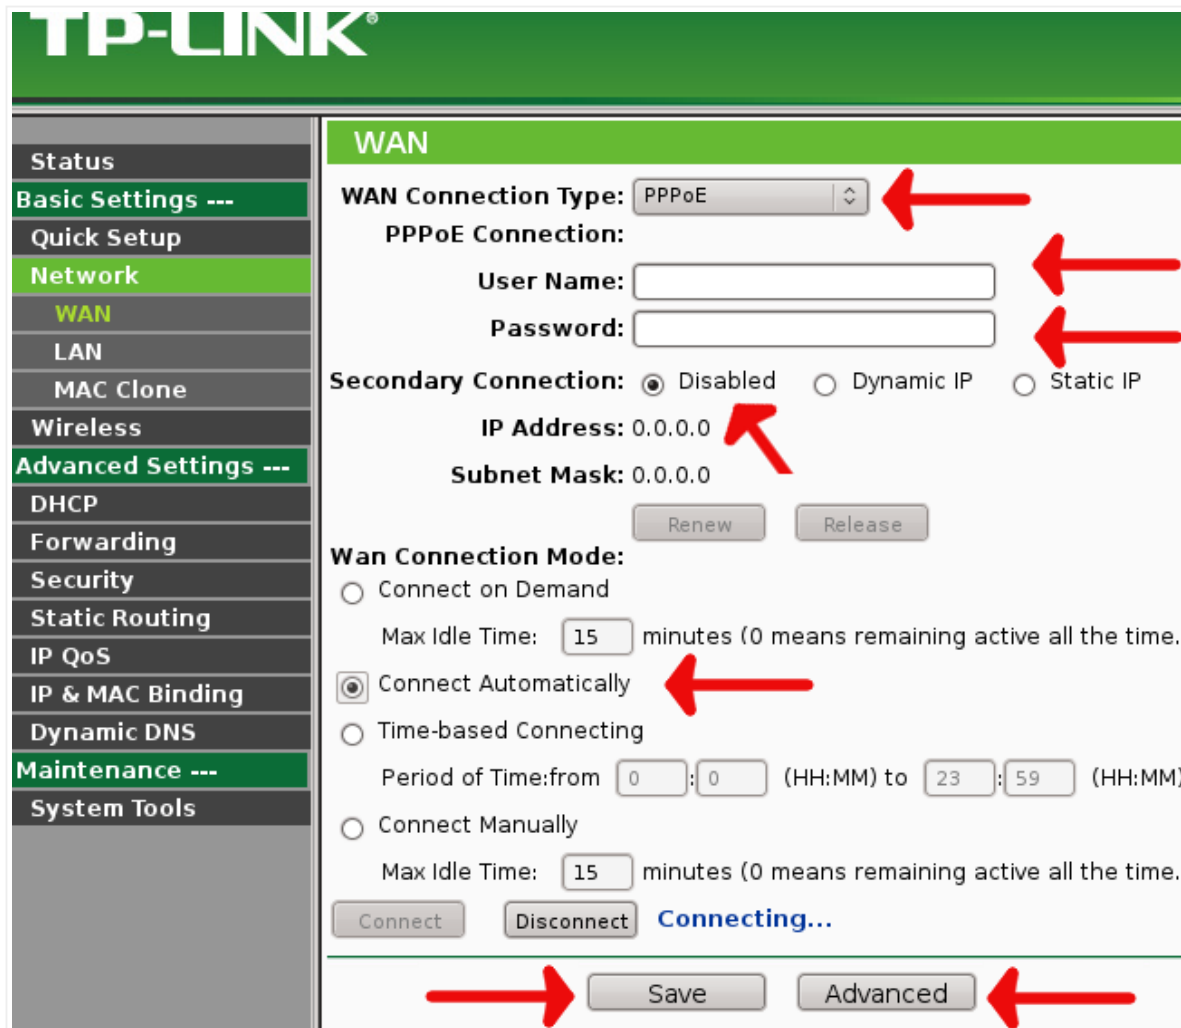 TP-LINK®
Status
Basic Settings ---
Quick Setup
Network
WAN
LAN
MAC Clone
Wireless
Advanced Settings ---
DHCP
Forwarding
Security
Static Routing
IP QoS
IP & MAC Binding
Dynamic DNS
Maintenance ---
System Tools
WAN
WAN Connection Type: PPPoE
PPPoE Connection:
User Name:
Password:
Secondary Connection: Disabled Dynamic IP Static IP
IP Address: 0.0.0.0
Subnet Mask: 0.0.0.0
Renew Release
Wan Connection Mode:
Connect on Demand
Max Idle Time: 15 minutes (0 means remaining active all the time.
Connect Automatically
Time-based Connecting
Period of Time:from 0 : 0 (HH:MM) to 23 : 59 (HH:MM)
Connect Manually
Max Idle Time: 15 minutes (0 means remaining active all the time.
Connect Disconnect Connecting...
Save Advanced